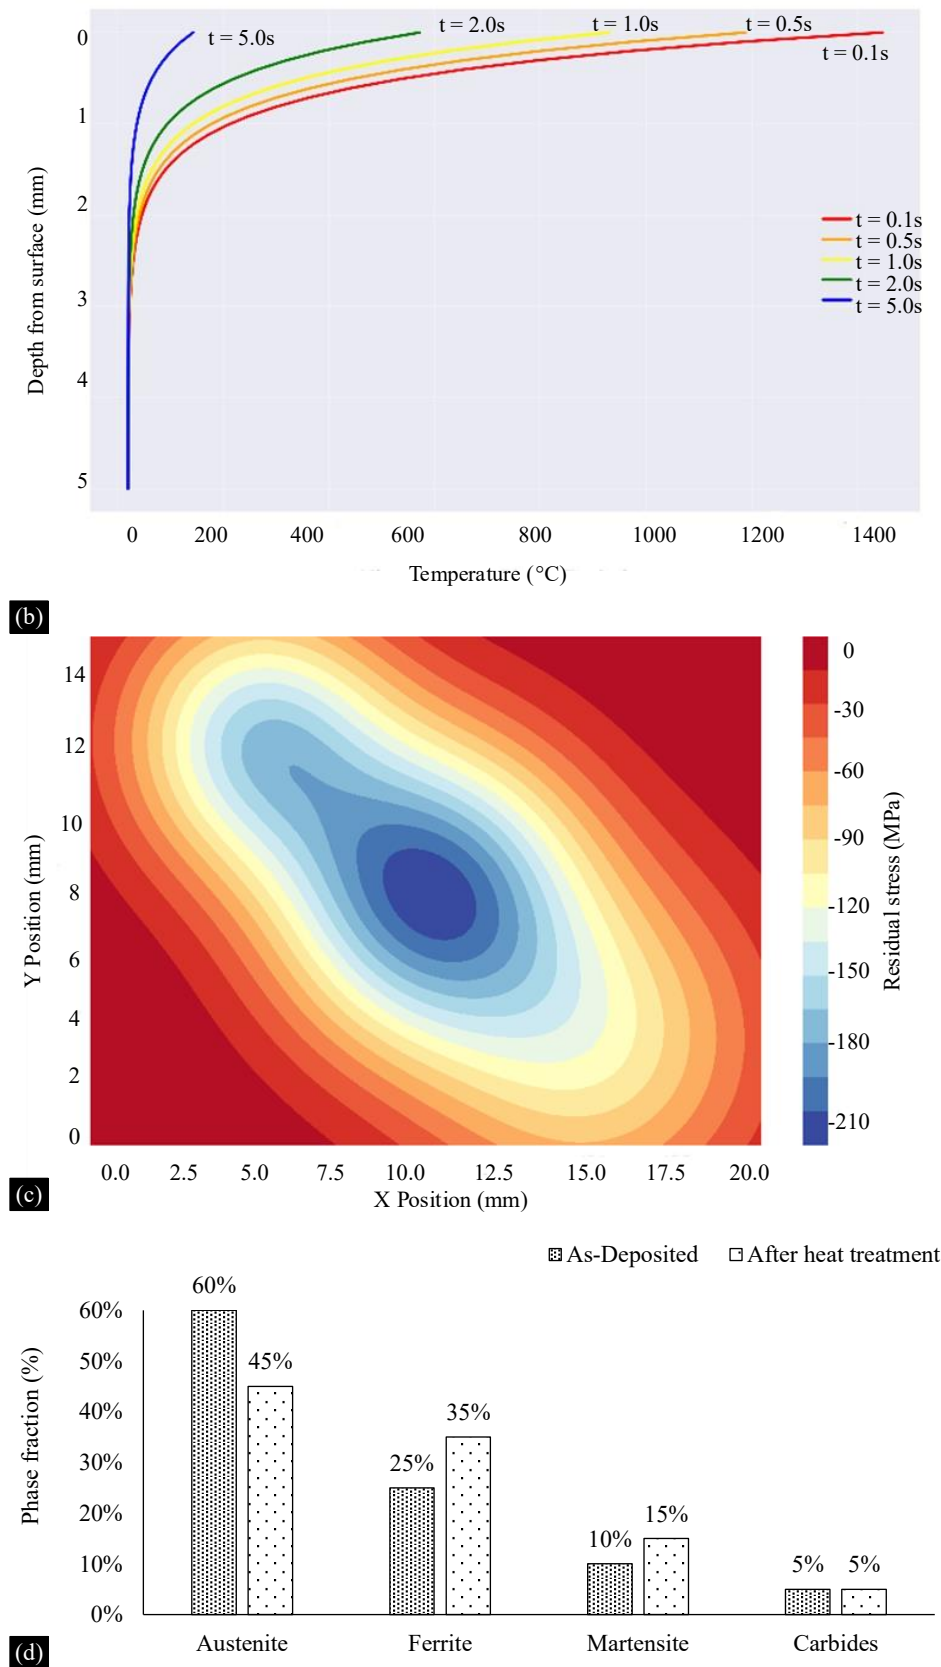 t = 5.0s
t = 2.0s
t = 1.0s
t = 0.5s
t = 0.1s
0
1
2
3
4
5
Depth from surface (mm)
t = 0.1s
t = 0.5s
t = 1.0s
t = 2.0s
t = 5.0s
0 200 400 600 800 1000 1200 1400
Temperature (°C)
(b)
14
12
10
8
6
4
2
0
Y Position (mm)
0
-30
-60
-90
-120
-150
-180
-210
Residual stress (MPa)
0.0 2.5 5.0 7.5 10.0 12.5 15.0 17.5 20.0
X Position (mm)
(c)
As-Deposited After heat treatment
60%
50%
40%
30%
20%
10%
0%
Phase fraction (%)
60%
45%
25%
35%
10%
15%
5%
5%
Austenite Ferrite Martensite Carbides
(d)